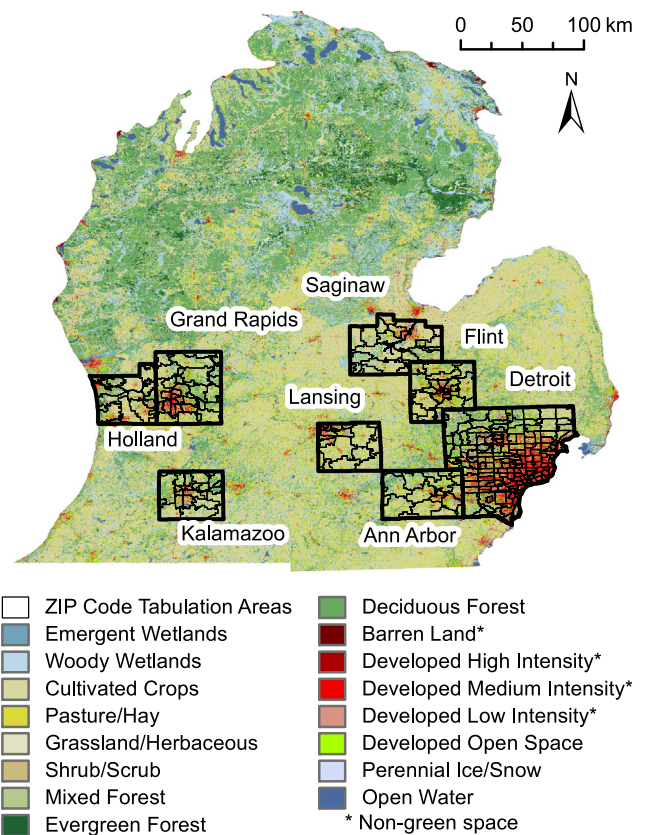 0 50 100 km
N
Saginaw
Grand Rapids
Flint
Detroit
Lansing
Holland
Kalamazoo
Ann Arbor
ZIP Code Tabulation Areas
Emergent Wetlands
Woody Wetlands
Cultivated Crops
Pasture/Hay
Grassland/Herbaceous
Shrub/Scrub
Mixed Forest
Evergreen Forest
Deciduous Forest
Barren Land*
Developed High Intensity*
Developed Medium Intensity*
Developed Low Intensity*
Developed Open Space
Perennial Ice/Snow
Open Water
* Non-green space